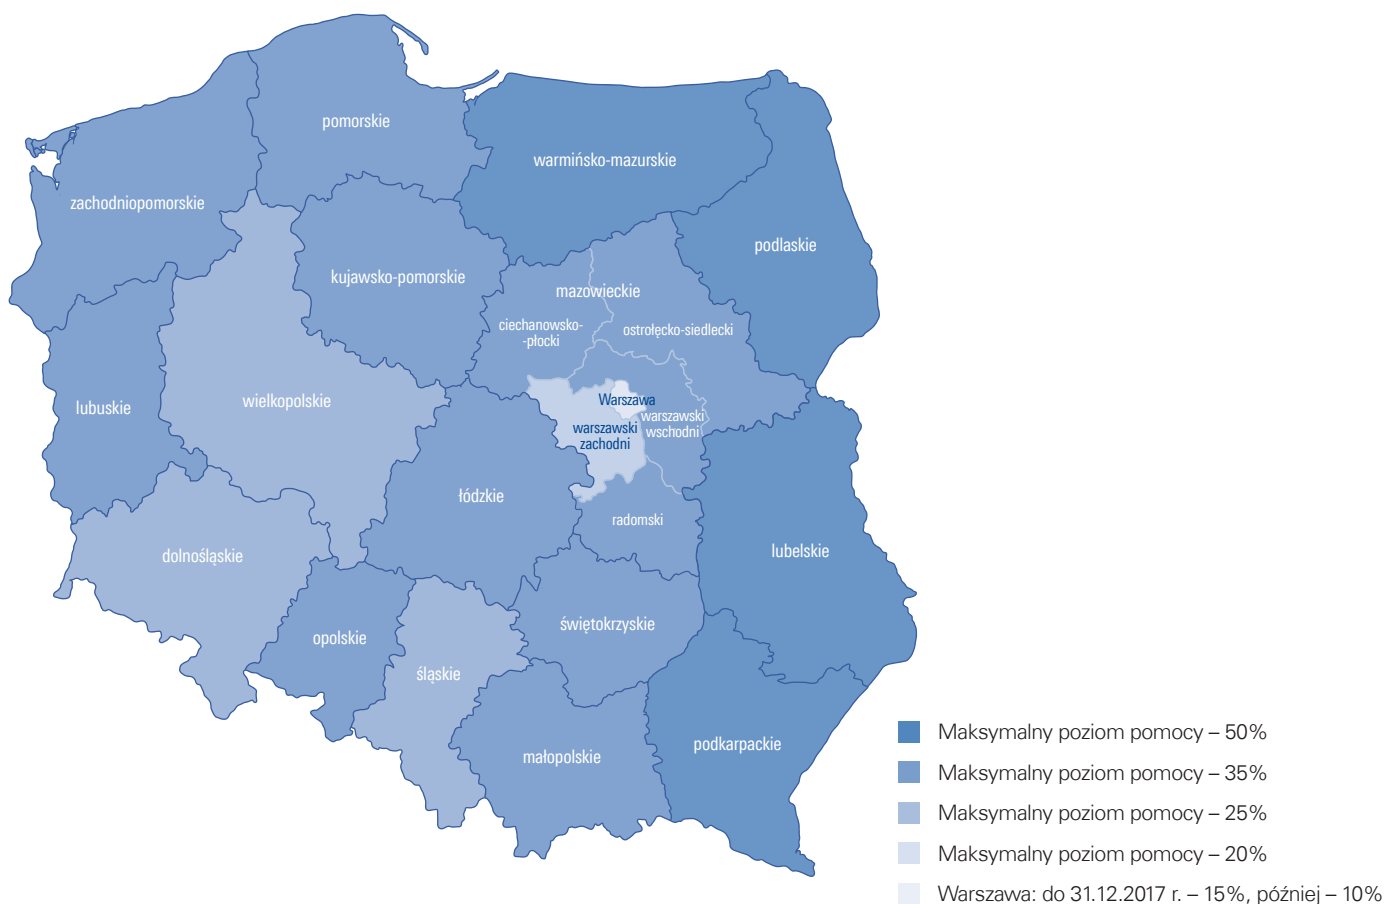 pomorskie
warmińsko-mazurskie
zachodniopomorskie
podlaskie
kujawsko-pomorskie
mazowieckie
ciechanowsko-
-płocki
ostrołęcko-siedlecki
lubuskie
wielkopolskie
Warszawa
warszawski
wschodni
warszawski
zachodni
łódzkie
radomski
dolnośląskie
lubelskie
opolskie
świętokrzyskie
śląskie
małopolskie
podkarpackie
Maksymalny poziom pomocy – 50%
Maksymalny poziom pomocy – 35%
Maksymalny poziom pomocy – 25%
Maksymalny poziom pomocy – 20%
Warszawa: do 31.12.2017 r. – 15%, później – 10%